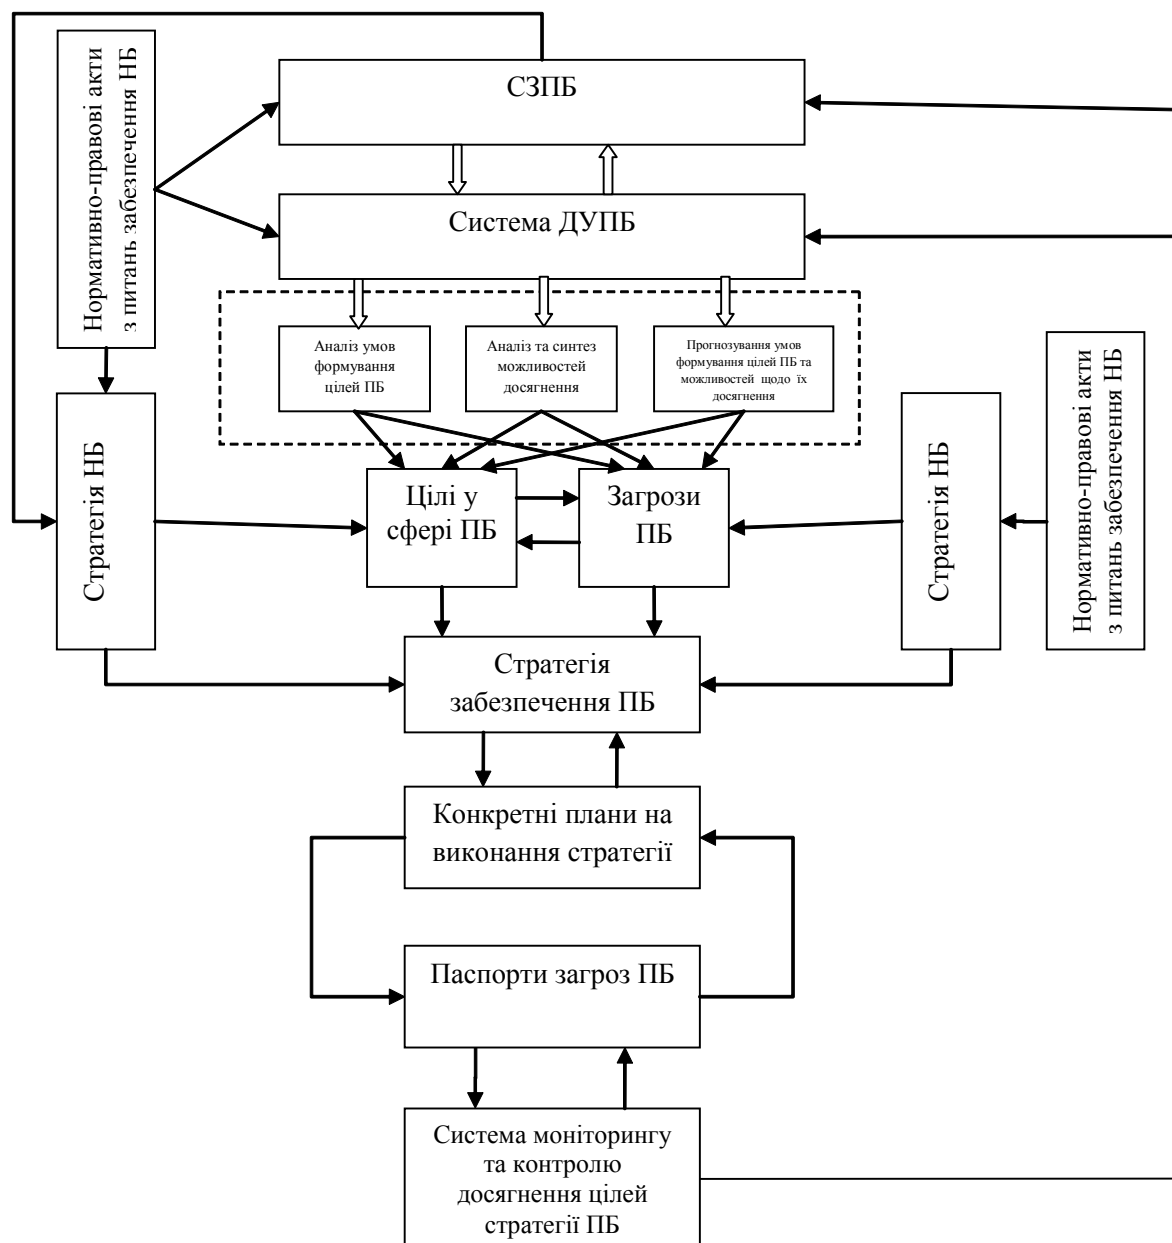 Нормативно-правові акти
з питань забезпечення НБ
СЗПБ
Система ДУПБ
Аналіз умов
формування
цілей ПБ
Аналіз та синтез
можливостей
досягнення
Прогнозування умов
формування цілей ПБ та
можливостей щодо їх
досягнення
Стратегія НБ
Цілі у
сфері ПБ
Загрози
ПБ
Стратегія НБ
Нормативно-правові акти
з питань забезпечення НБ
Стратегія
забезпечення ПБ
Конкретні плани на
виконання стратегії
Паспорти загроз ПБ
Система моніторингу
та контролю
досягнення цілей
стратегії ПБ